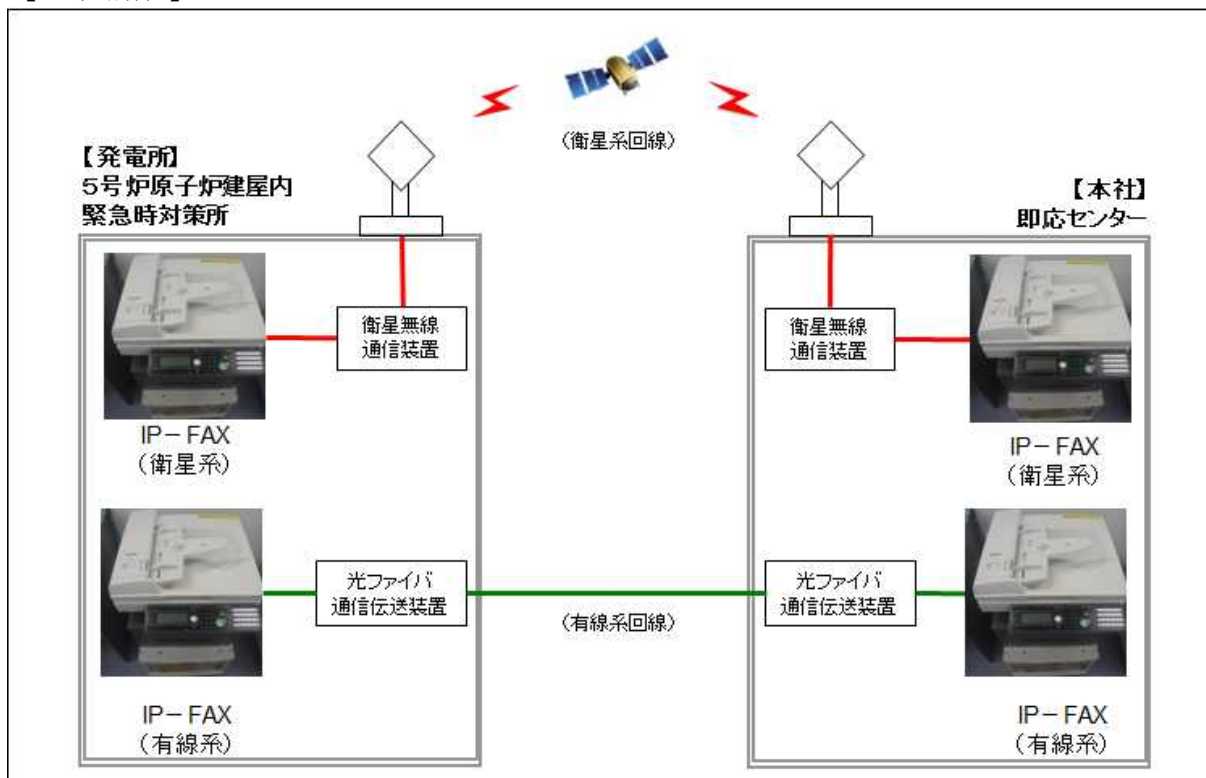 （衛星系回線）
【発電所】
5号炉原子炉建屋内
緊急時対策所
【本社】
即応センター
衛星無線
通信装置
衛星無線
通信装置
IP－FAX
（衛星系）
IP－FAX
（衛星系）
光ファイバ
通信伝送装置
光ファイバ
通信伝送装置
（有線系回線）
IP－FAX
（有線系）
IP－FAX
（有線系）